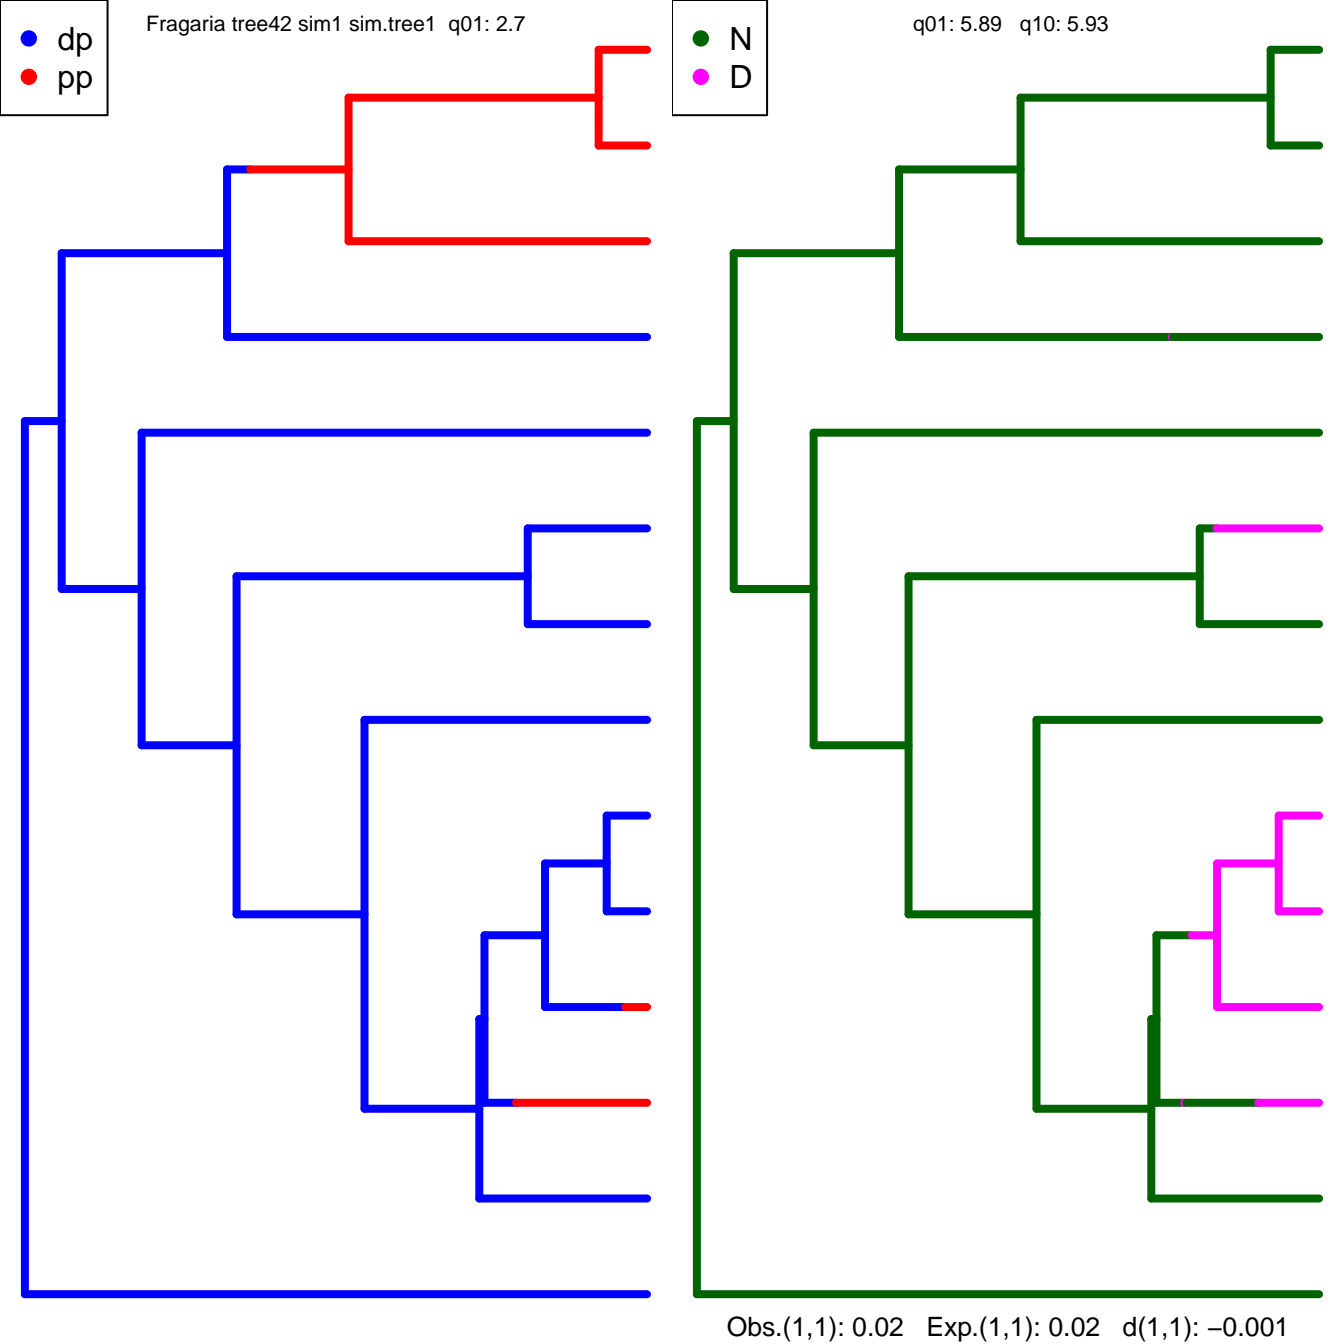 Fragaria tree42 sim1 sim.tree1  q01: 2.7
dp
pp
q01: 5.89   q10: 5.93
N
D
Obs.(1,1): 0.02   Exp.(1,1): 0.02   d(1,1): −0.001